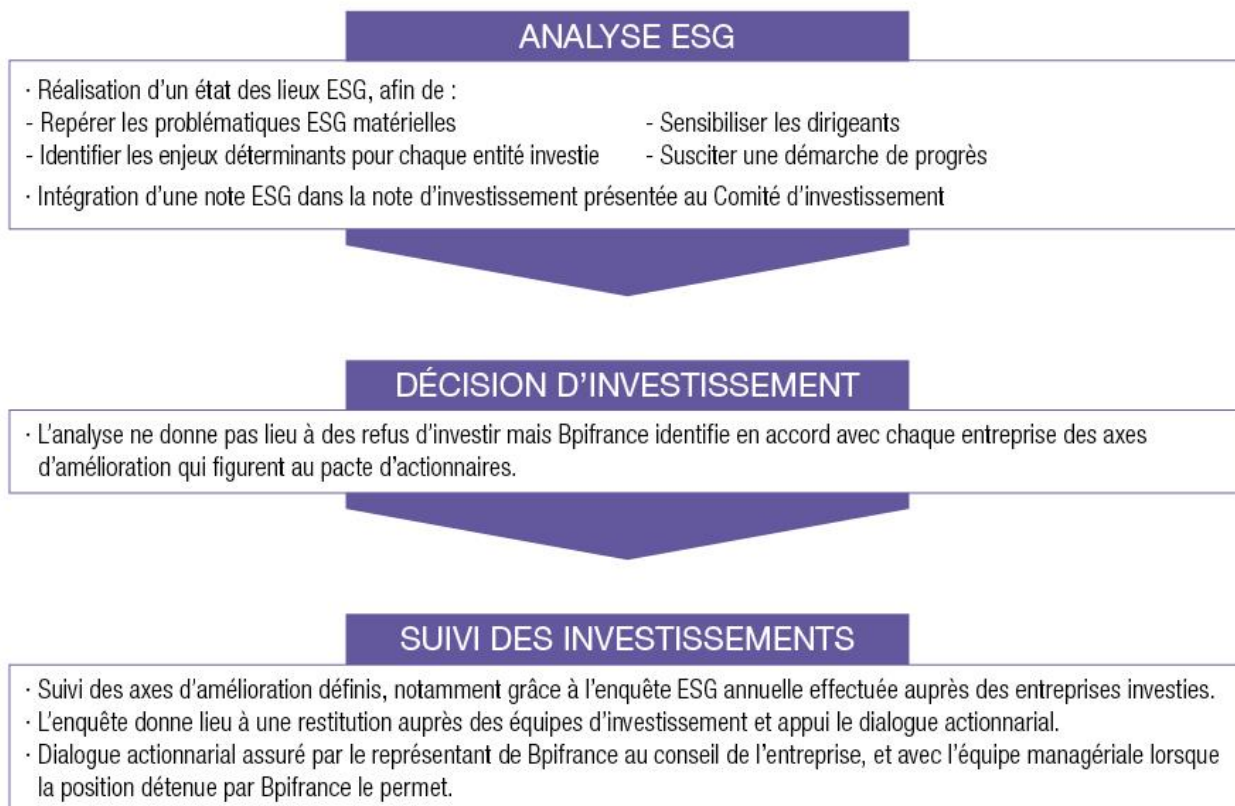 ANALYSE ESG
· Réalisation d'un état des lieux ESG, afin de :
- Repérer les problématiques ESG matérielles
- Identifier les enjeux déterminants pour chaque entité investie
- Sensibiliser les dirigeants
- Susciter une démarche de progrès
· Intégration d'une note ESG dans la note d'investissement présentée au Comité d'investissement
DÉCISION D'INVESTISSEMENT
· L'analyse ne donne pas lieu à des refus d'investir mais Bpifrance identifie en accord avec chaque entreprise des axes
d'amélioration qui figurent au pacte d'actionnaires.
SUIVI DES INVESTISSEMENTS
· Suivi des axes d'amélioration définis, notamment grâce à l'enquête ESG annuelle effectuée auprès des entreprises investies.
· L'enquête donne lieu à une restitution auprès des équipes d'investissement et appui le dialogue actionnarial.
· Dialogue actionnarial assuré par le représentant de Bpifrance au conseil de l'entreprise, et avec l'équipe managériale lorsque
la position détenue par Bpifrance le permet.